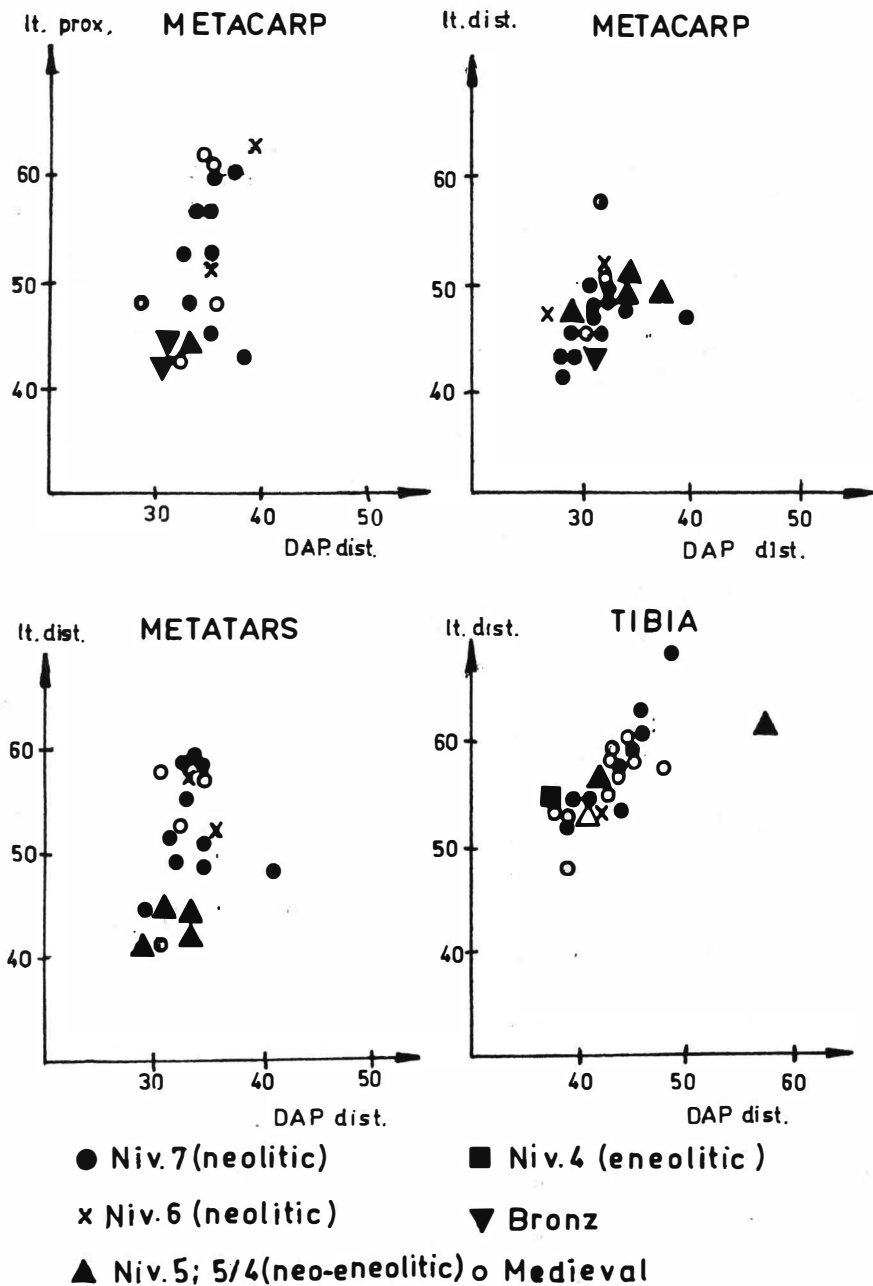 lt. prox. METACARP
60
50
40
30 40 50
DAP. dist.
lt. dist. METACARP
60
50
40
30 40 50
DAP dist.
lt. dist. METATARS
60
50
40
30 40 50
DAP dist.
lt. dist. TIBIA
60
50
40
40 50 60
DAP dist.
Niv. 7 (neolitic)
Niv. 4 (eneolitic)
x Niv. 6 (neolitic)
Bronz
Niv. 5; 5/4 (neo-eneolitic)
o Medieval